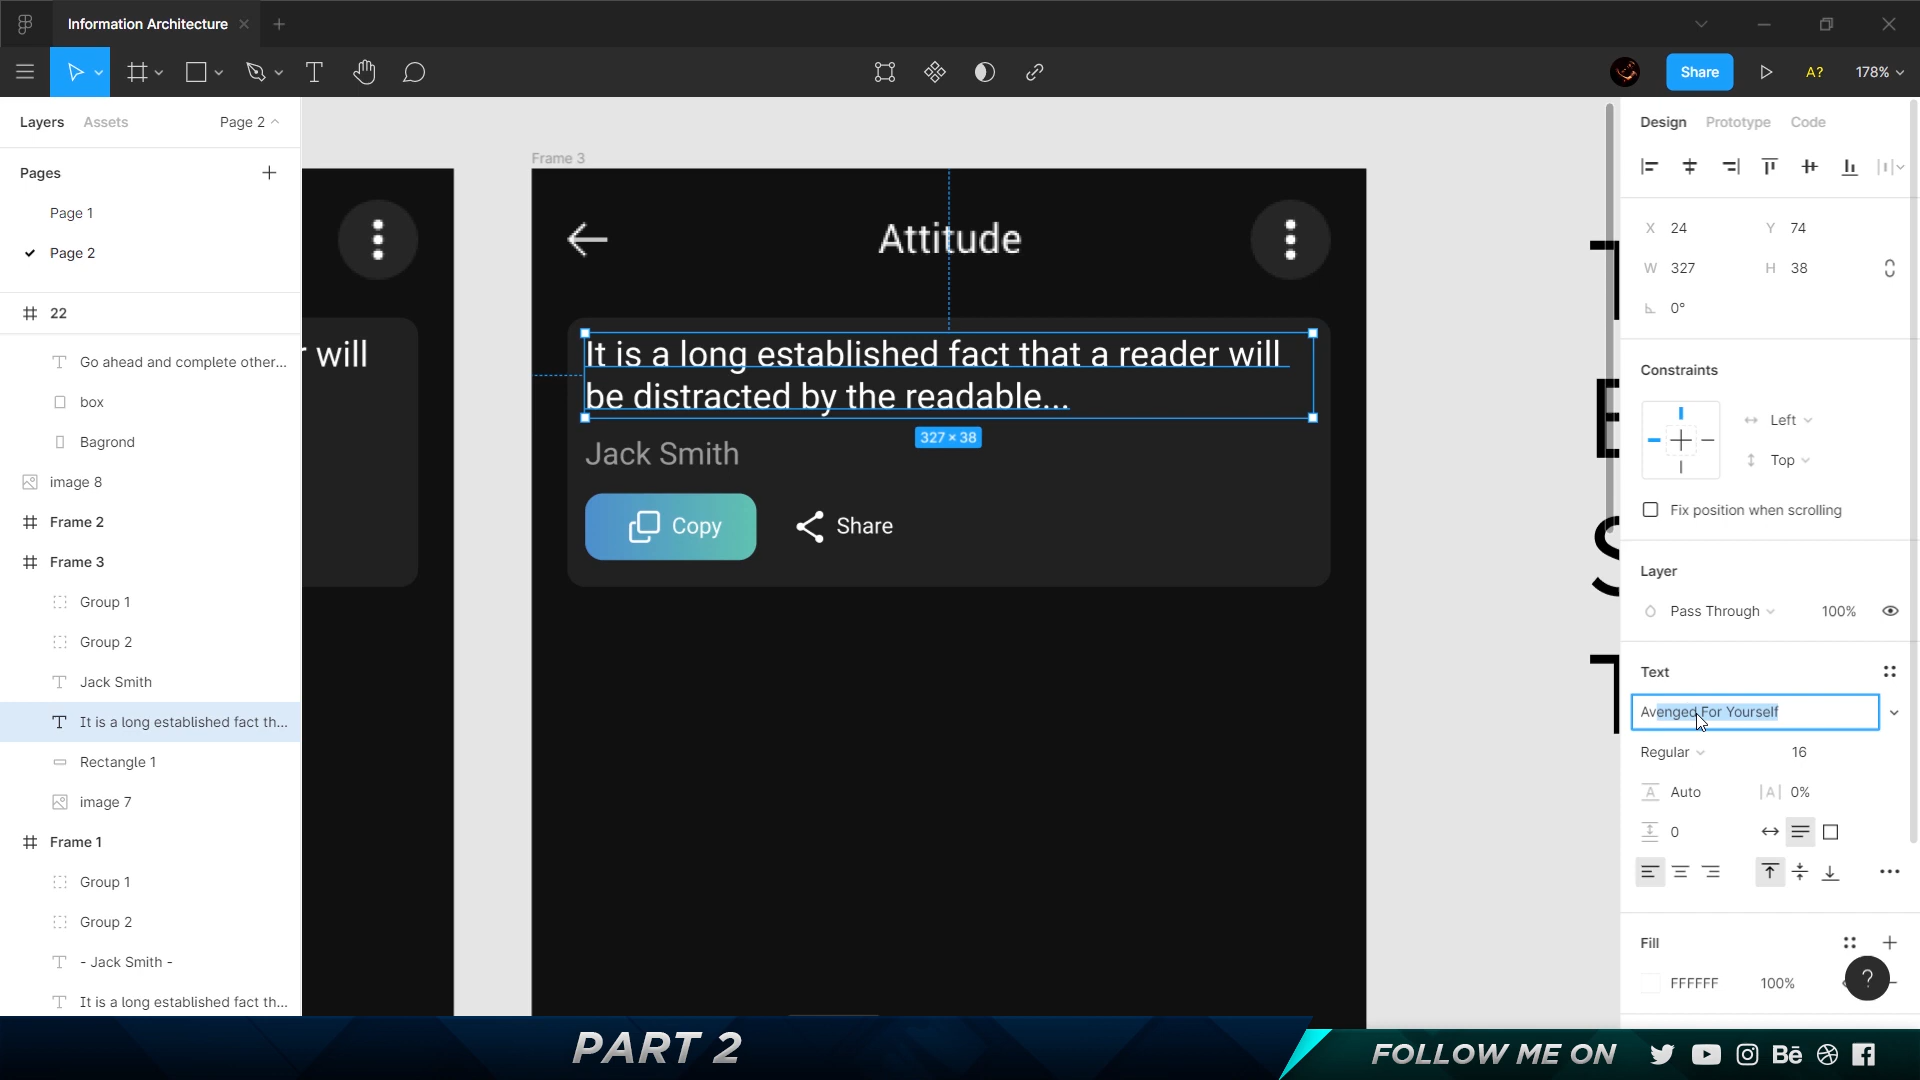 Information Architecture
Share
A?
178%
Layers
Assets
Page 2
Pages
Page 1
Page 2
22
Go ahead and complete other...
box
Bagrond
image 8
Frame 2
Frame 3
Group 1
Group 2
Jack Smith
It is a long established fact th...
Rectangle 1
image 7
Frame 1
Group 1
Group 2
- Jack Smith -
It is a long established fact th...
will
Frame 3
Attitude
It is a long established fact that a reader will
be distracted by the readable...
327 × 38
Jack Smith
Copy
Share
T
E
S
T
Design
Prototype
Code
X 24
Y 74
W 327
H 38
0°
Constraints
Left
Top
Fix position when scrolling
Layer
Pass Through
100%
Text
Avenged For Yourself
Regular
16
A Auto
|A| 0%
0
Fill
FFFFFF
100%
?
PART 2
FOLLOW ME ON
Bē